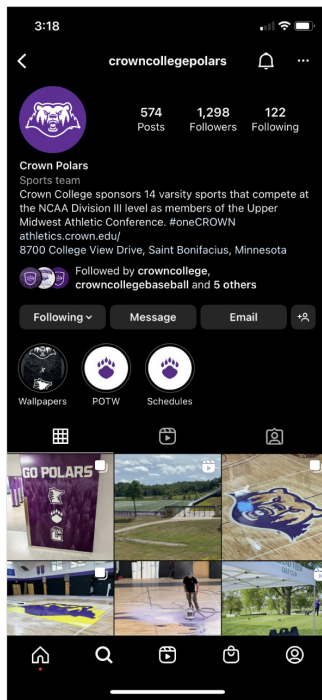 3:18
crowncollegepolars
574
1,298
122
Posts
Followers
Following
Crown Polars
Sports team
Crown College sponsors 14 varsity sports that compete at
the NCAA Division III level as members of the Upper
Midwest Athletic Conference. #oneCROWN
athletics.crown.edu/
8700 College View Drive, Saint Bonifacius, Minnesota
Followed by crowncollege,
crowncollegebaseball and 5 others
Following
Message
Email
Wallpapers
POTW
Schedules
GO POLARS